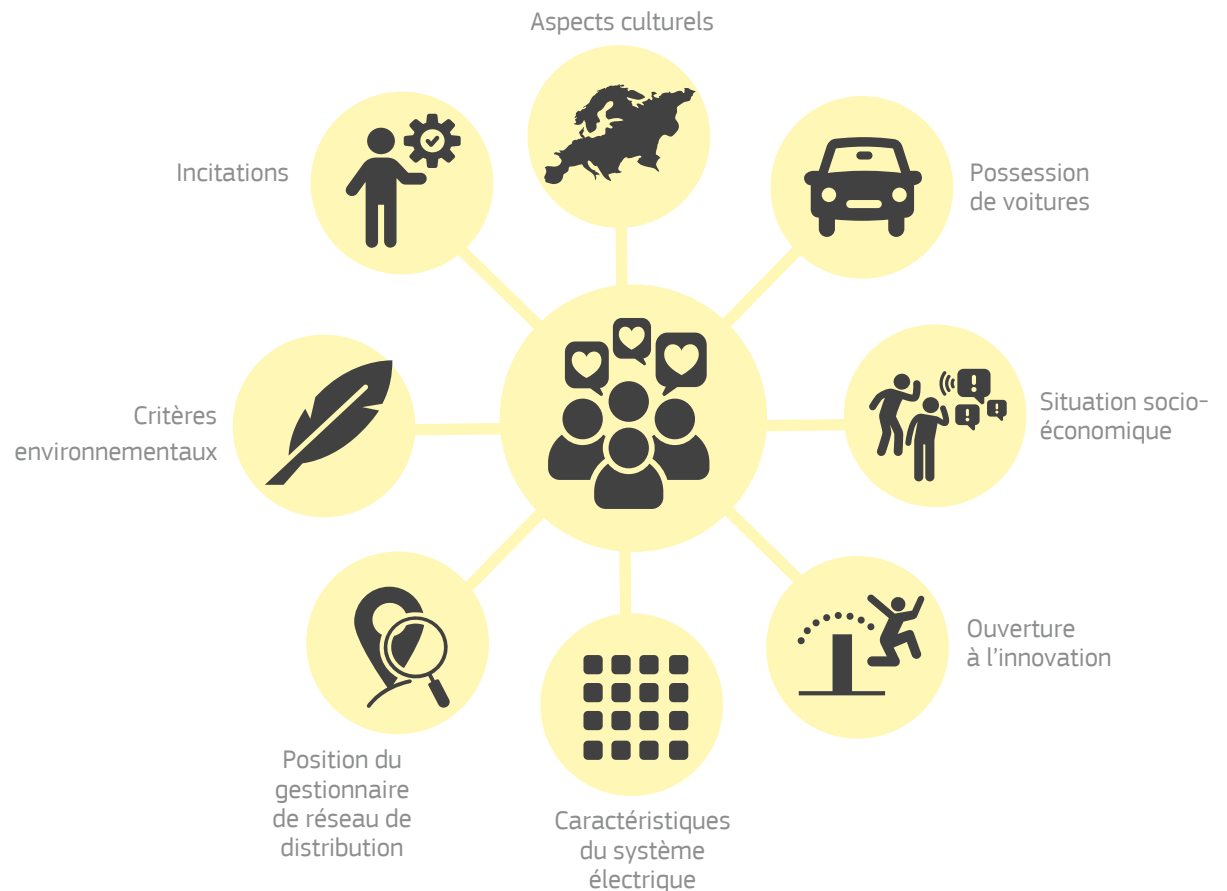 Aspects culturels
Incitations
Possession
de voitures
Critères
environnementaux
Situation socio-
économique
Ouverture
à l'innovation
Position du
gestionnaire
de réseau de
distribution
Caractéristiques
du système
électrique